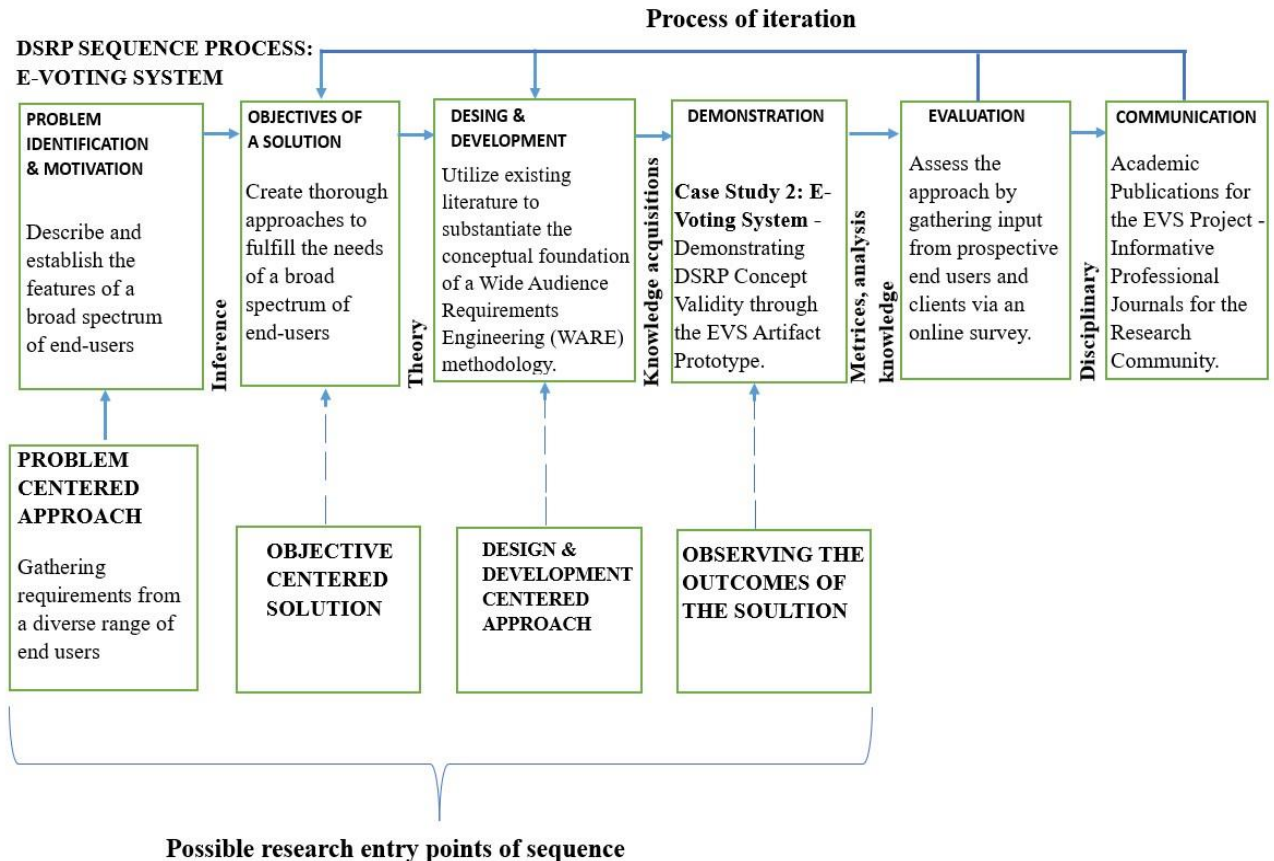 Process of iteration
DSRP SEQUENCE PROCESS:
E-VOTING SYSTEM
PROBLEM
IDENTIFICATION
& MOTIVATION
Describe and
establish the
features of a
broad spectrum
of end-users
Inference
OBJECTIVES OF
A SOLUTION
Create thorough
approaches to
fulfill the needs
of a broad
spectrum of
end-users
Theory
DESING &
DEVELOPMENT
Utilize existing
literature to
substantiate the
conceptual foundation
of a Wide Audience
Requirements
Engineering (WARE)
methodology.
Knowledge acquisitions
DEMONSTRATION
Case Study 2: E-
Voting System -
Demonstrating
DSRP Concept
Validity through
the EVS Artifact
Prototype.
Metrices, analysis
knowledge
EVALUATION
Assess the
approach by
gathering input
from prospective
end users and
clients via an
online survey.
Disciplinary
COMMUNICATION
Academic
Publications for
the EVS Project -
Informative
Professional
Journals for the
Research
Community.
PROBLEM
CENTERED
APPROACH
Gathering
requirements from
a diverse range of
end users
OBJECTIVE
CENTERED
SOLUTION
DESIGN &
DEVELOPMENT
CENTERED
APPROACH
OBSERVING THE
OUTCOMES OF
THE SOULTION
Possible research entry points of sequence